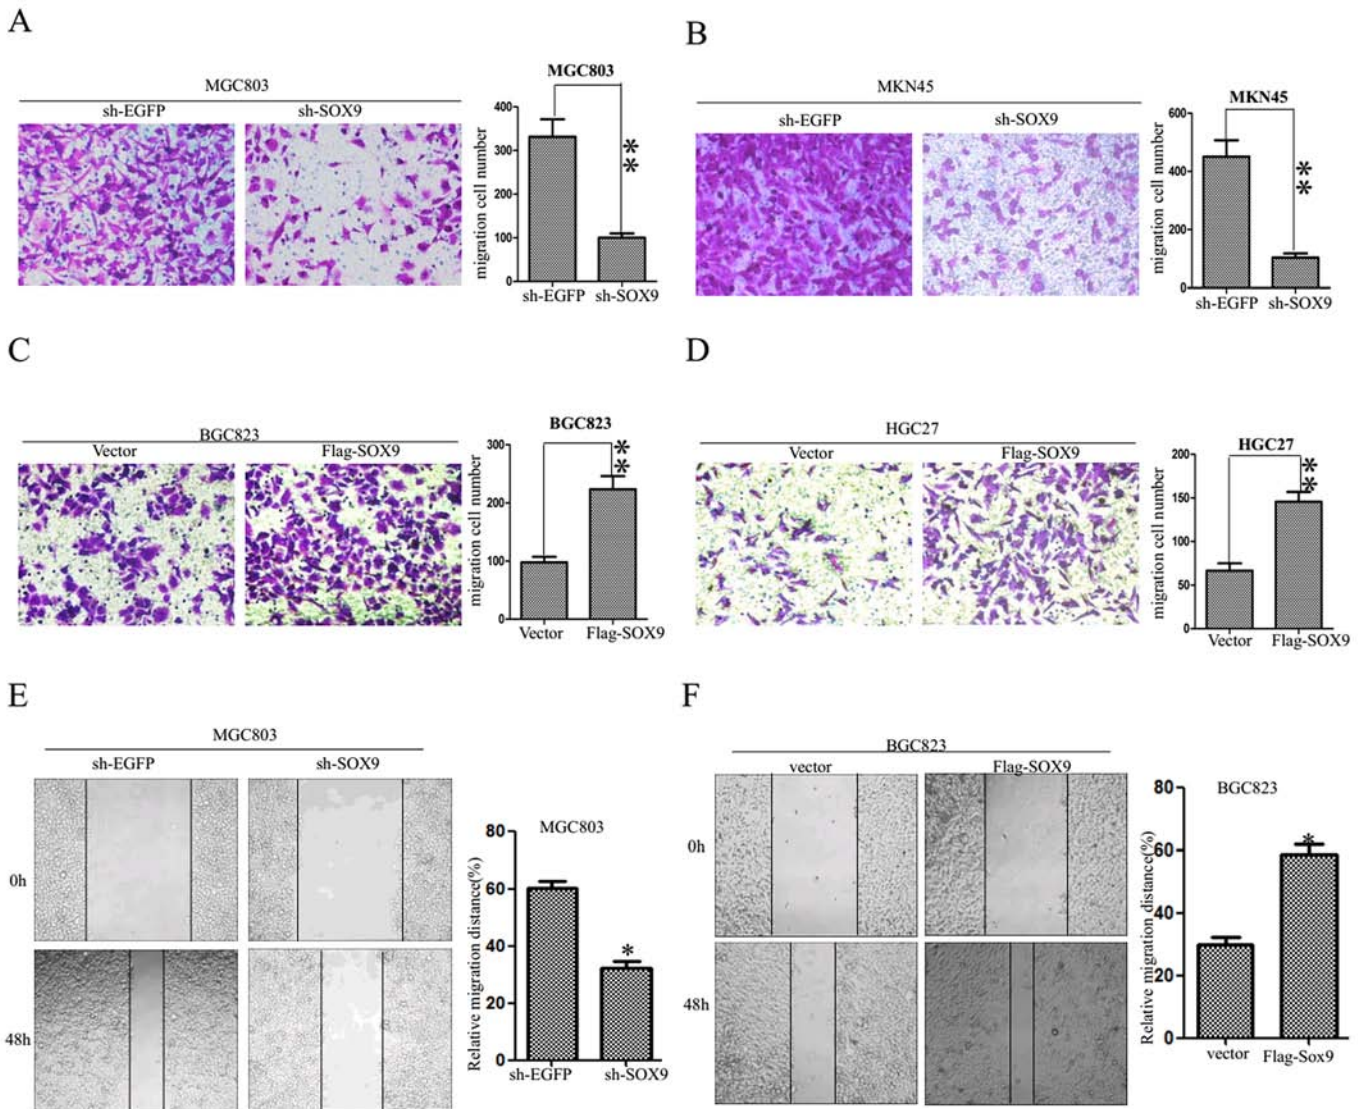 A
MGC803
sh-EGFP sh-SOX9
MGC803
migration cell number
400
300
200
100
0
**
sh-EGFP sh-SOX9
B
MKN45
sh-EGFP sh-SOX9
MKN45
migration cell number
600
400
200
0
**
sh-EGFP sh-SOX9
C
BGC823
Vector Flag-SOX9
BGC823
migration cell number
300
200
100
0
**
Vector Flag-SOX9
D
HGC27
Vector Flag-SOX9
HGC27
migration cell number
200
150
100
50
0
**
Vector Flag-SOX9
E
MGC803
sh-EGFP sh-SOX9
0h
48h
MGC803
Relative migration distance(%)
80
60
40
20
0
*
sh-EGFP sh-SOX9
F
BGC823
vector Flag-SOX9
0h
48h
BGC823
Relative migration distance(%)
80
60
40
20
0
*
vector Flag-Sox9